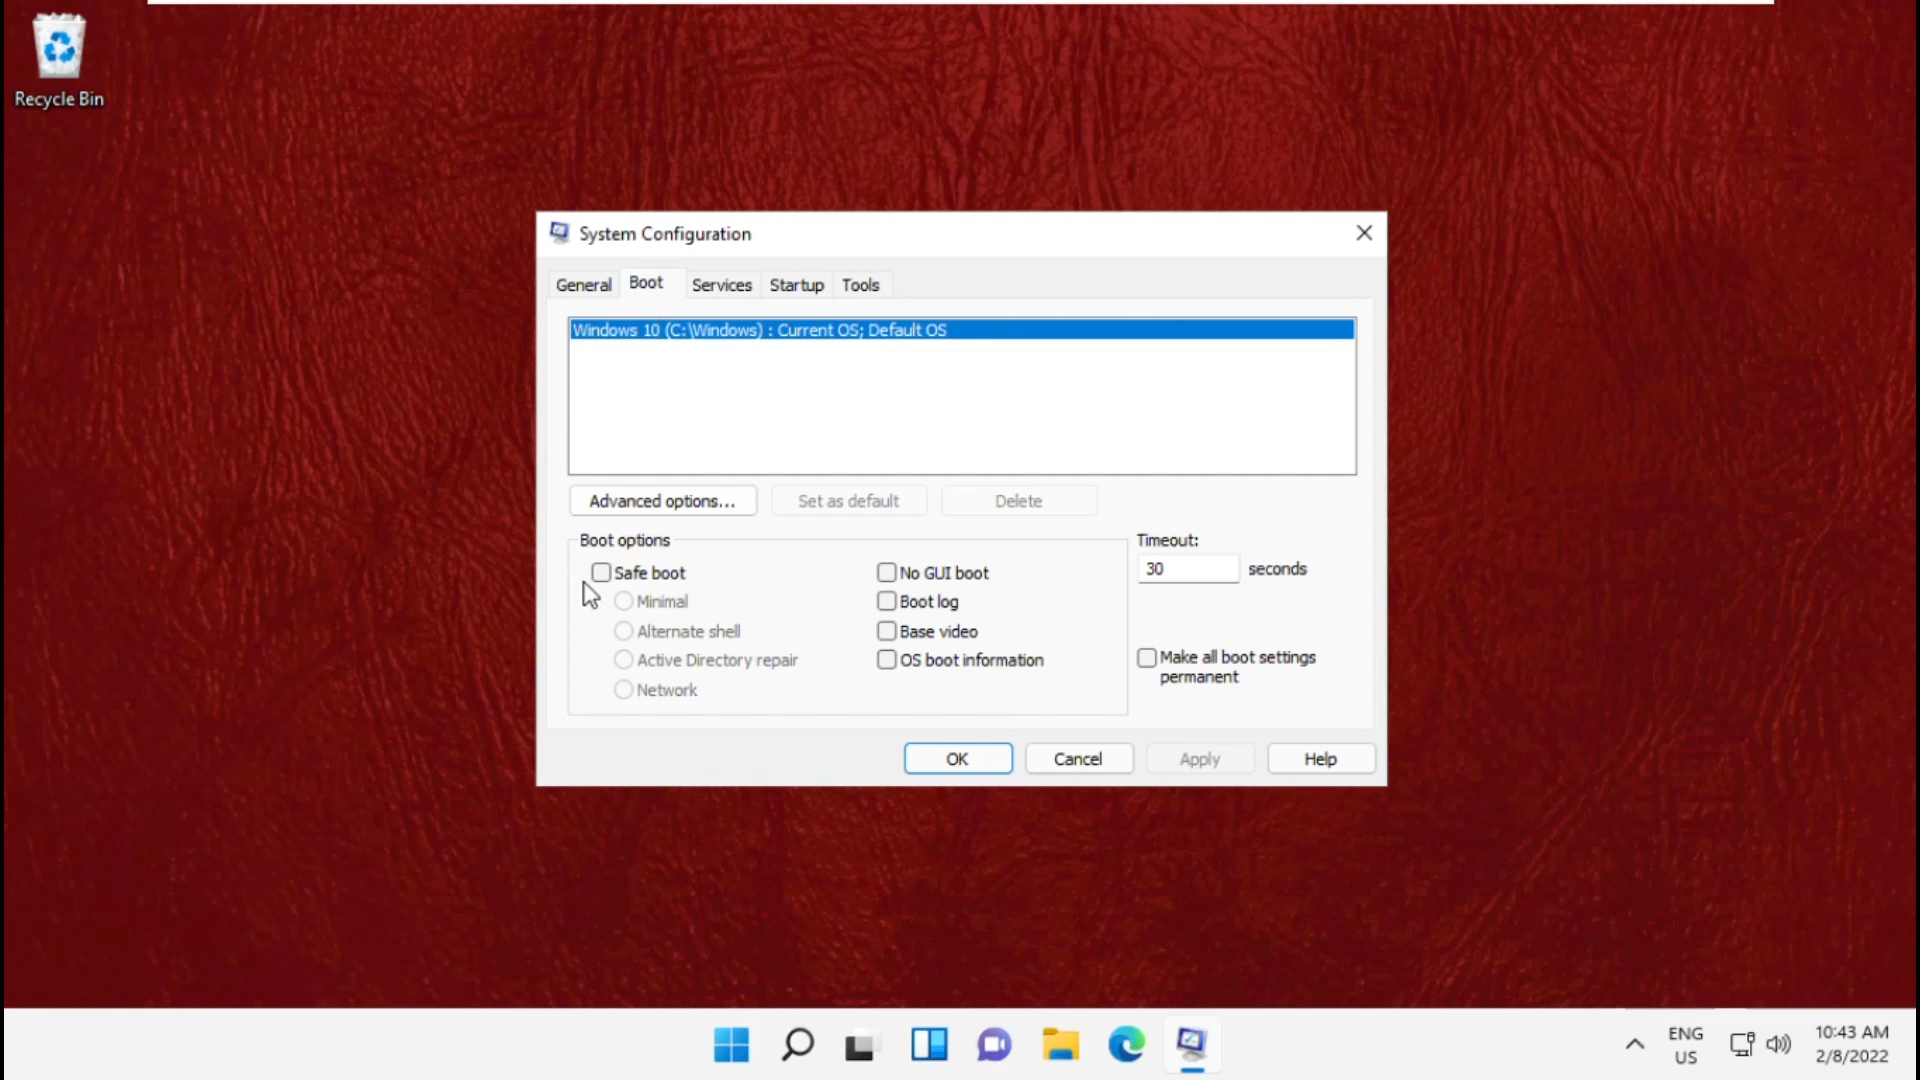 Recycle Bin
System Configuration
General Boot Services Startup Tools
Windows 10 (C:\Windows) : Current OS; Default OS
Advanced options... Set as default Delete
Boot options
Safe boot
Minimal
Alternate shell
Active Directory repair
Network
No GUI boot
Boot log
Base video
OS boot information
Timeout:
30 seconds
Make all boot settings
permanent
OK Cancel Apply Help
ENG
US
10:43 AM
2/8/2022